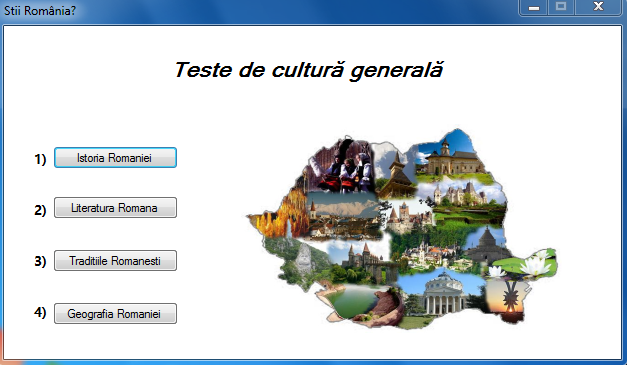 Stii România?
Teste de cultură generală
1) Istoria Romaniei
2) Literatura Romana
3) Traditiile Romanesti
4) Geografia Romaniei